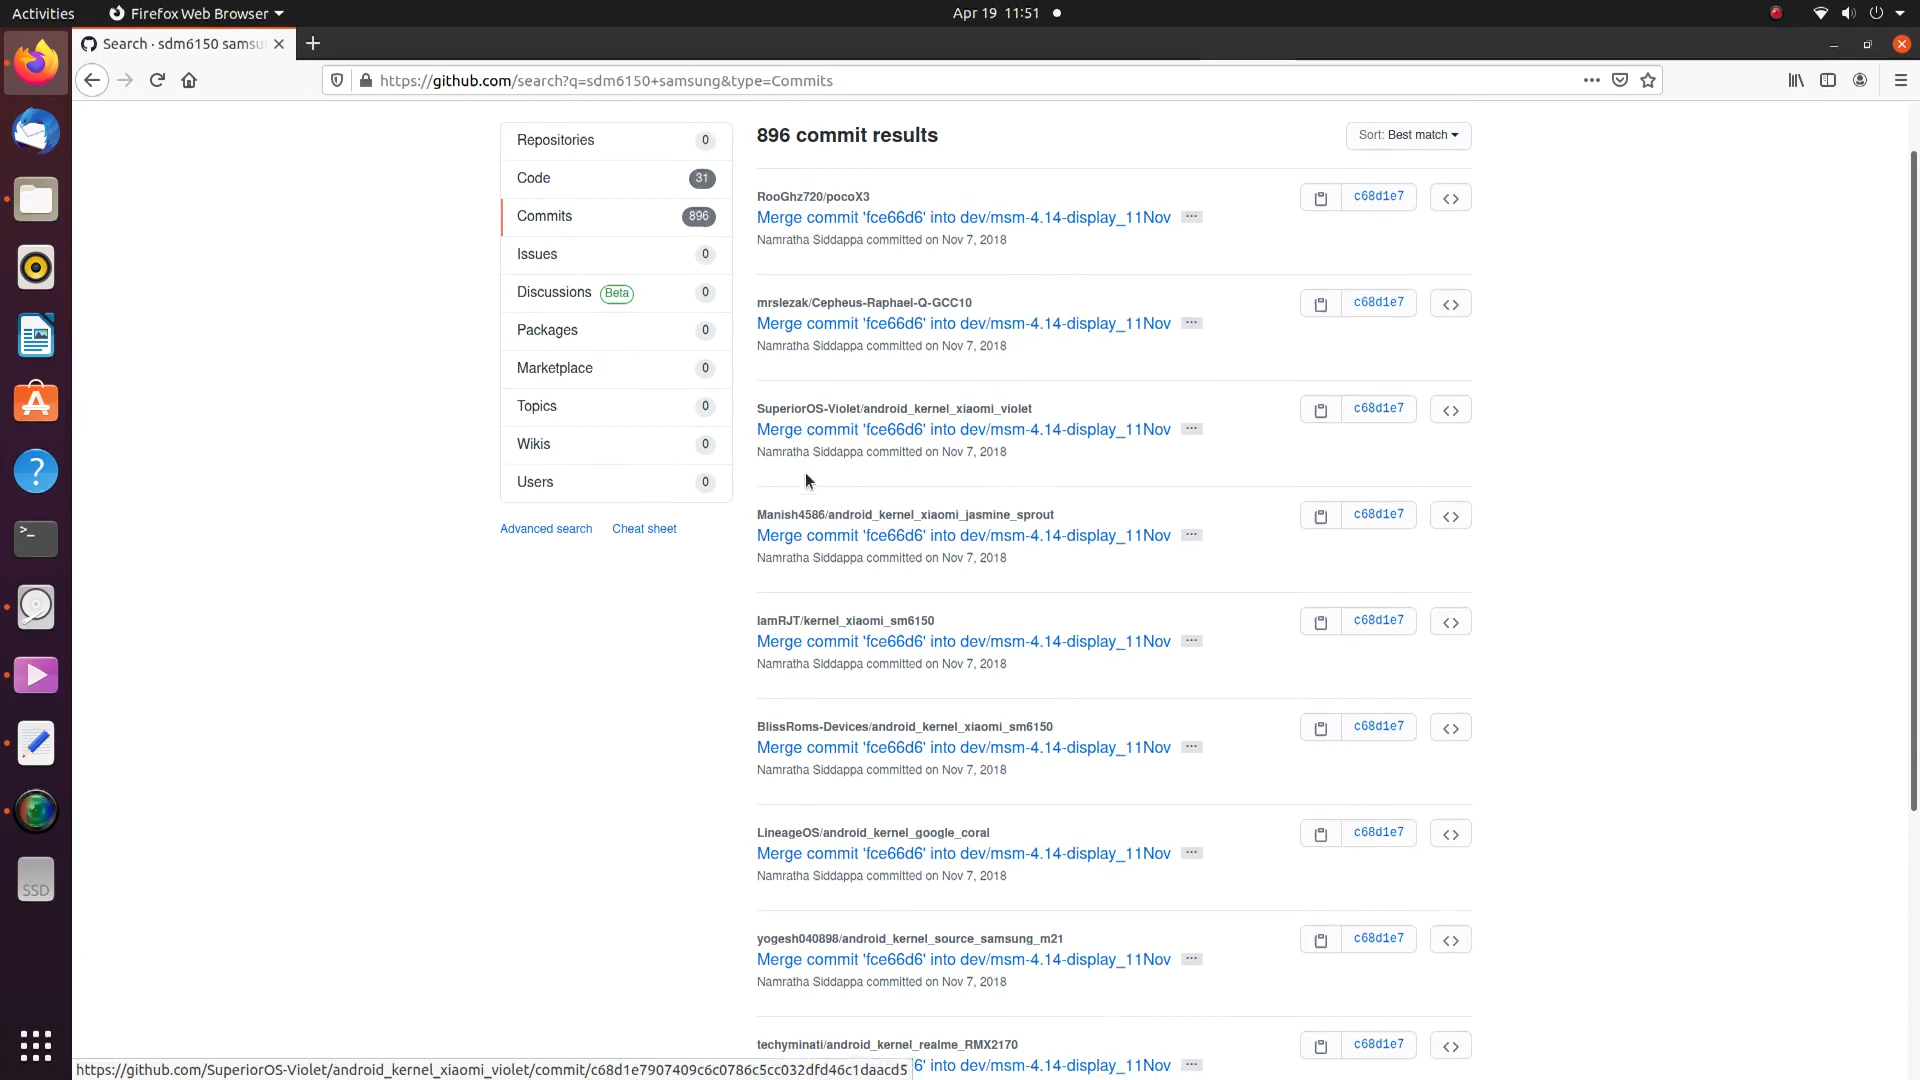 Activities
Firefox Web Browser
Apr 19 11:51
Search · sdm6150 samsu
https://github.com/search?q=sdm6150+samsung&type=Commits
Repositories 0
Code 31
Commits 896
Issues 0
Discussions Beta 0
Packages 0
Marketplace 0
Topics 0
Wikis 0
Users 0
Advanced search Cheat sheet
896 commit results
Sort: Best match
RooGhz720/pocoX3
Merge commit 'fce66d6' into dev/msm-4.14-display_11Nov
Namratha Siddappa committed on Nov 7, 2018
c68d1e7
mrslezak/Cepheus-Raphael-Q-GCC10
Merge commit 'fce66d6' into dev/msm-4.14-display_11Nov
Namratha Siddappa committed on Nov 7, 2018
c68d1e7
SuperiorOS-Violet/android_kernel_xiaomi_violet
Merge commit 'fce66d6' into dev/msm-4.14-display_11Nov
Namratha Siddappa committed on Nov 7, 2018
c68d1e7
Manish4586/android_kernel_xiaomi_jasmine_sprout
Merge commit 'fce66d6' into dev/msm-4.14-display_11Nov
Namratha Siddappa committed on Nov 7, 2018
c68d1e7
IamRJT/kernel_xiaomi_sm6150
Merge commit 'fce66d6' into dev/msm-4.14-display_11Nov
Namratha Siddappa committed on Nov 7, 2018
c68d1e7
BlissRoms-Devices/android_kernel_xiaomi_sm6150
Merge commit 'fce66d6' into dev/msm-4.14-display_11Nov
Namratha Siddappa committed on Nov 7, 2018
c68d1e7
LineageOS/android_kernel_google_coral
Merge commit 'fce66d6' into dev/msm-4.14-display_11Nov
Namratha Siddappa committed on Nov 7, 2018
c68d1e7
yogesh040898/android_kernel_source_samsung_m21
Merge commit 'fce66d6' into dev/msm-4.14-display_11Nov
Namratha Siddappa committed on Nov 7, 2018
c68d1e7
techyminati/android_kernel_realme_RMX2170
6' into dev/msm-4.14-display_11Nov
c68d1e7
SSD
https://github.com/SuperiorOS-Violet/android_kernel_xiaomi_violet/commit/c68d1e7907409c6c0786c5cc032dfd46c1daacd5